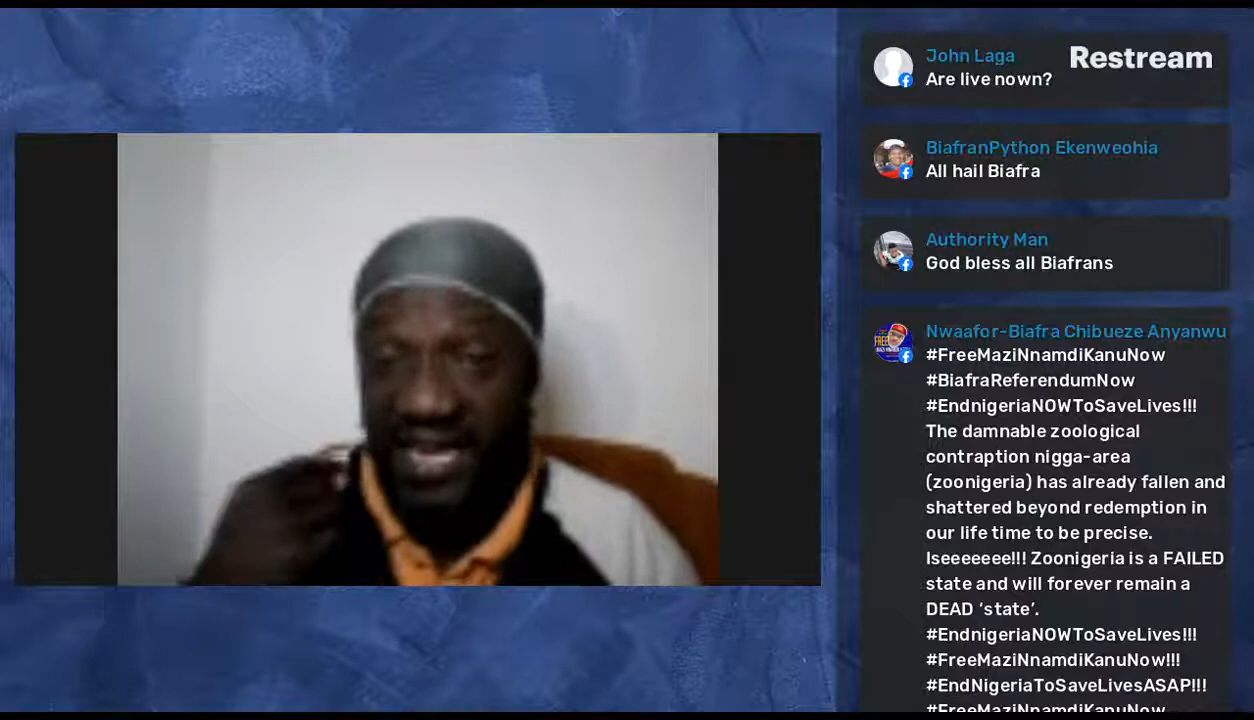 Restream
John Laga
Are live nown?
BiafranPython Ekenweohia
All hail Biafra
Authority Man
God bless all Biafrans
Nwaafor-Biafra Chibueze Anyanwu
#FreeMaziNnamdiKanuNow
#BiafraReferendumNow
#EndnigeriaNOWToSaveLives!!!
The damnable zoological
contraption nigga-area
(zoonigeria) has already fallen and
shattered beyond redemption in
our life time to be precise.
Iseeeeeee!!! Zoonigeria is a FAILED
state and will forever remain a
DEAD ‘state’.
#EndnigeriaNOWToSaveLives!!!
#FreeMaziNnamdiKanuNow!!!
#EndNigeriaToSaveLivesASAP!!!
#FreeMaziNnamdiKanuNow